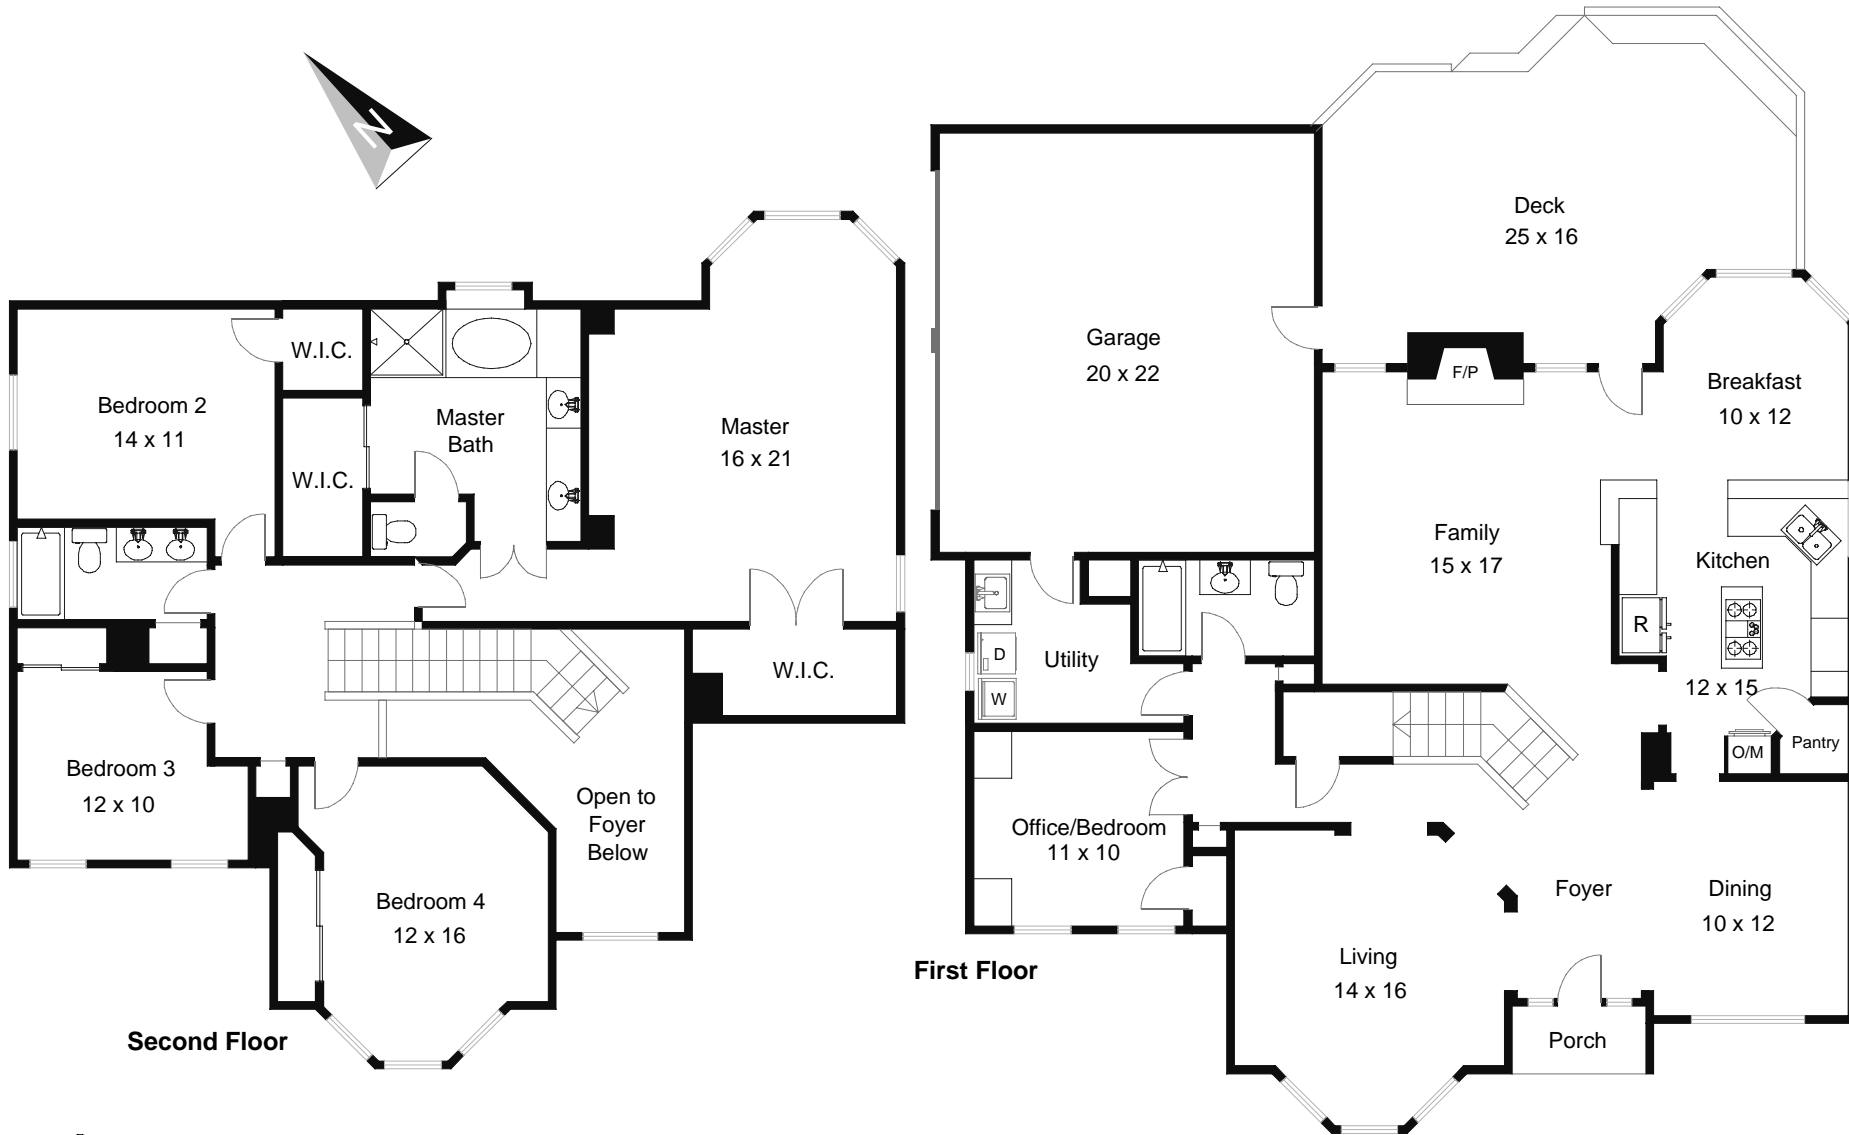 N
W.I.C.
Bedroom 2
14 x 11
Master
Bath
W.I.C.
Master
16 x 21
W.I.C.
Bedroom 3
12 x 10
Open to
Foyer
Below
Bedroom 4
12 x 16
Second Floor
Deck
25 x 16
Garage
20 x 22
F/P
Breakfast
10 x 12
Family
15 x 17
Kitchen
12 x 15
R
D
W
Utility
O/M
Pantry
Office/Bedroom
11 x 10
Foyer
Dining
10 x 12
Living
14 x 16
Porch
First Floor